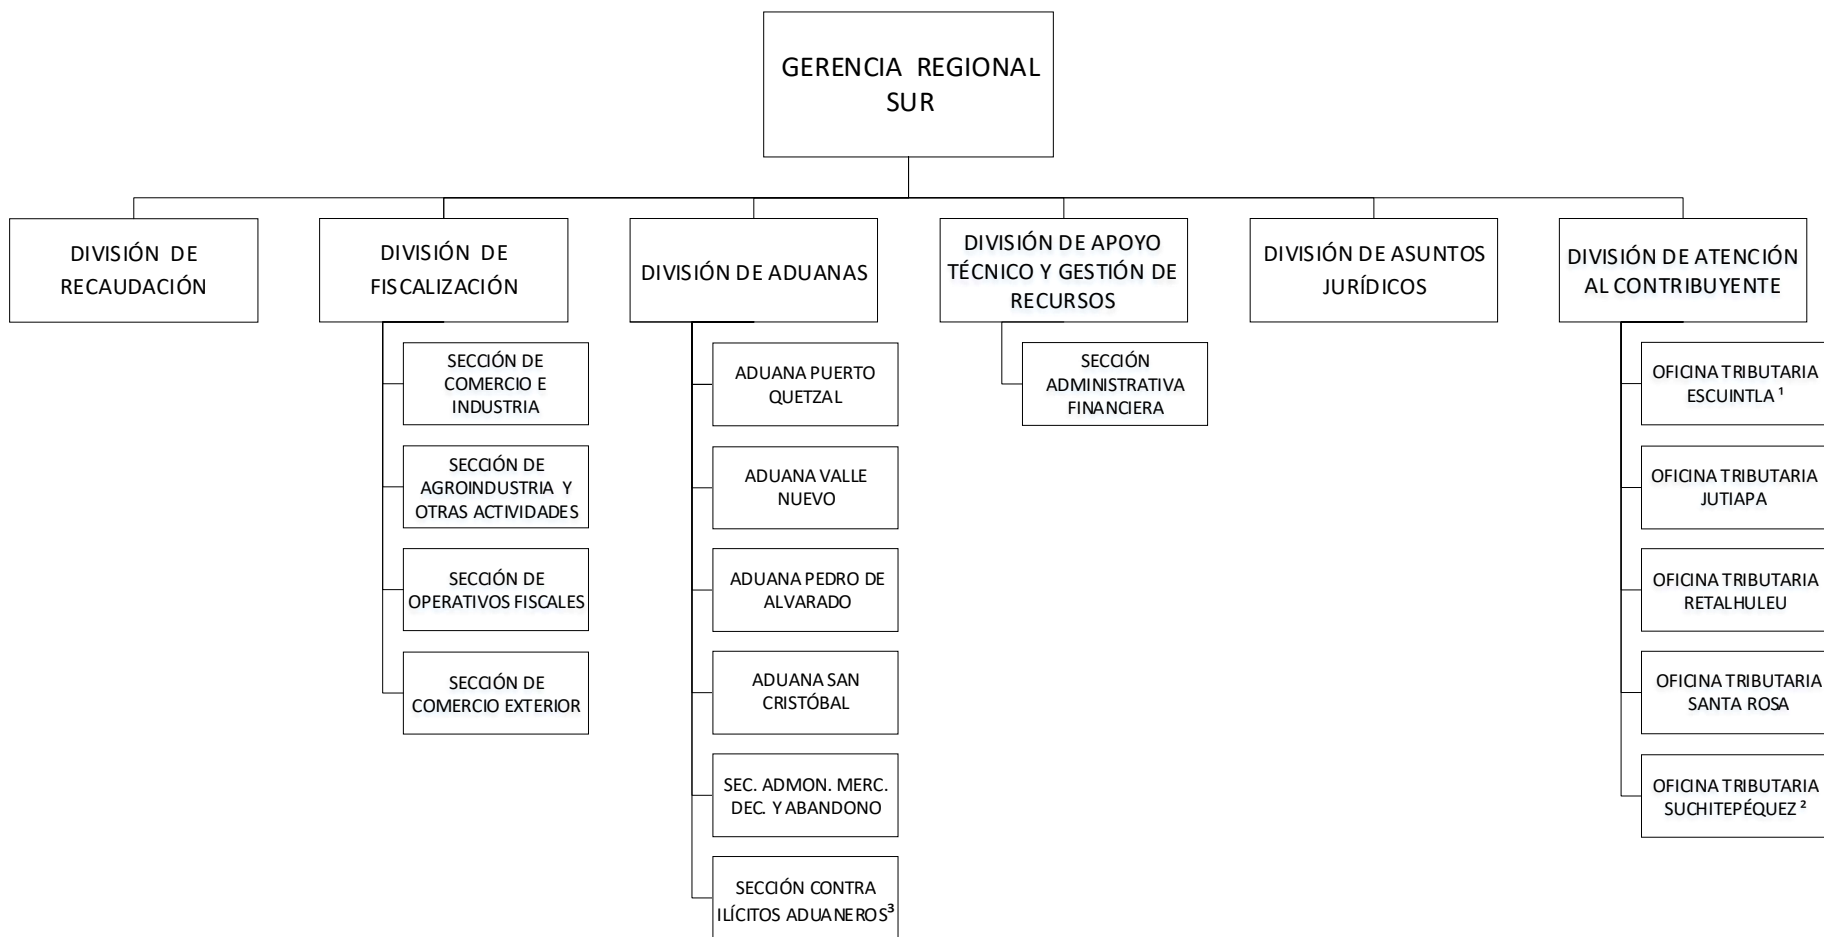 GERENCIA REGIONAL
SUR
DIVISIÓN DE
RECAUDACIÓN
DIVISIÓN DE
FISCALIZACIÓN
SECCIÓN DE
COMERCIO E
INDUSTRIA
SECCIÓN DE
AGROINDUSTRIA Y
OTRAS ACTIVIDADES
SECCIÓN DE
OPERATIVOS FISCALES
SECCIÓN DE
COMERCIO EXTERIOR
DIVISIÓN DE ADUANAS
ADUANA PUERTO
QUETZAL
ADUANA VALLE
NUEVO
ADUANA PEDRO DE
ALVARADO
ADUANA SAN
CRISTÓBAL
SEC. ADMON. MERC.
DEC. Y ABANDONO
SECCIÓN CONTRA
ILÍCITOS ADUANEROS³
DIVISIÓN DE APOYO
TÉCNICO Y GESTIÓN DE
RECURSOS
SECCIÓN
ADMINISTRATIVA
FINANCIERA
DIVISIÓN DE ASUNTOS
JURÍDICOS
DIVISIÓN DE ATENCIÓN
AL CONTRIBUYENTE
OFICINA TRIBUTARIA
ESCUINTLA ¹
OFICINA TRIBUTARIA
JUTIAPA
OFICINA TRIBUTARIA
RETALHULEU
OFICINA TRIBUTARIA
SANTA ROSA
OFICINA TRIBUTARIA
SUCHITEPÉQUEZ ²